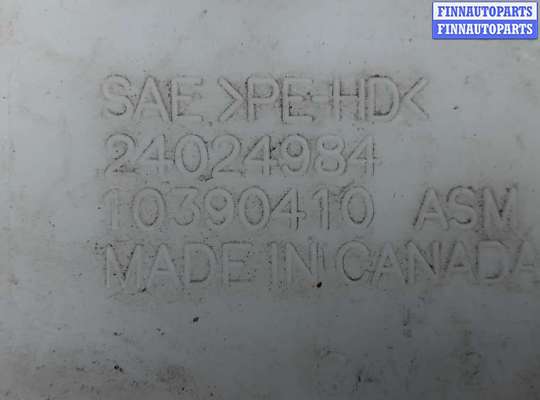 FINNAUTOPARTS
FINNAUTOPARTS
SAE >PE-HD<
24024984
10390410 ASM
MADE IN CANADA